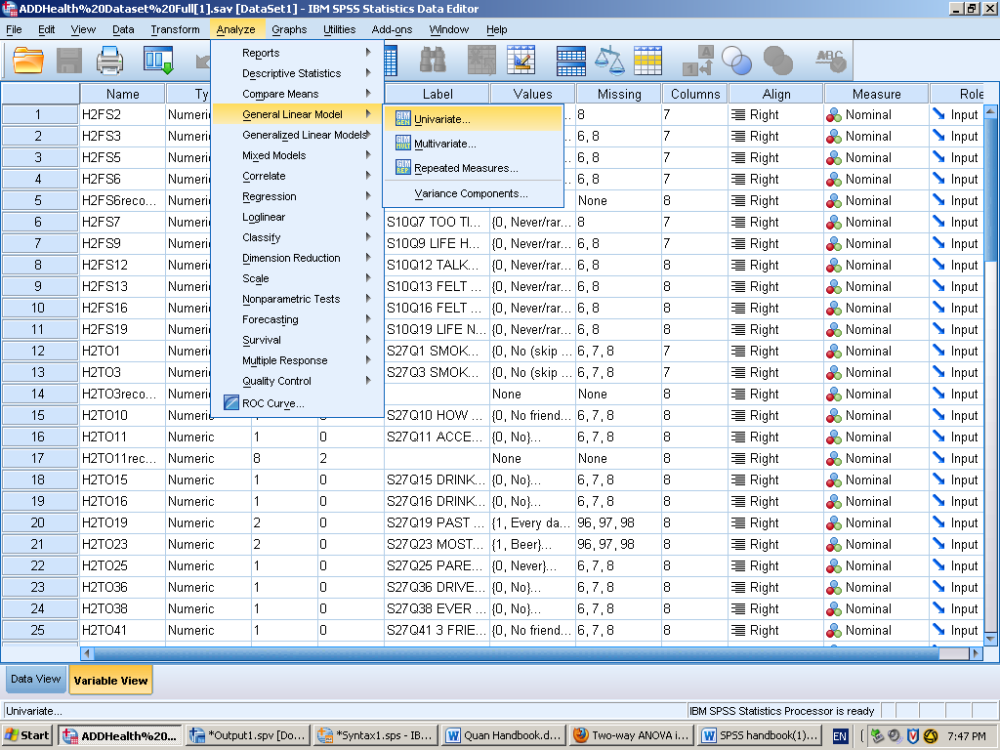 ADDHealth%20Dataset%20Full[1].sav [DataSet1] - IBM SPSS Statistics Data Editor
File Edit View Data Transform Analyze Graphs Utilities Add-ons Window Help
Reports
Descriptive Statistics
Compare Means
General Linear Model
Generalized Linear Models
Mixed Models
Correlate
Regression
Loglinear
Classify
Dimension Reduction
Scale
Nonparametric Tests
Forecasting
Survival
Multiple Response
Quality Control
ROC Curve...
Univariate...
Multivariate...
Repeated Measures...
Variance Components...
Name Ty Label Values Missing Columns Align Measure Role
1 H2FS2 Numeri 8 7 Right Nominal Input
2 H2FS3 Numeri 6, 8 7 Right Nominal Input
3 H2FS5 Numeri 6, 8 7 Right Nominal Input
4 H2FS6 Numeri 6, 8 7 Right Nominal Input
5 H2FS6reco... Numeri None 8 Right Nominal Input
6 H2FS7 Numeri S10Q7 TOO TI... {0, Never/rar... 8 7 Right Nominal Input
7 H2FS9 Numeri S10Q9 LIFE H... {0, Never/rar... 6, 8 7 Right Nominal Input
8 H2FS12 Numeri S10Q12 TALK... {0, Never/rar... 6, 8 8 Right Nominal Input
9 H2FS13 Numeri S10Q13 FELT ... {0, Never/rar... 6, 8 8 Right Nominal Input
10 H2FS16 Numeri S10Q16 FELT ... {0, Never/rar... 6, 8 8 Right Nominal Input
11 H2FS19 Numeri S10Q19 LIFE N... {0, Never/rar... 6, 8 8 Right Nominal Input
12 H2TO1 Numeri S27Q1 SMOK... {0, No (skip ... 6, 7, 8 7 Right Nominal Input
13 H2TO3 Numeri S27Q3 SMOK... {0, No (skip ... 6, 7, 8 7 Right Nominal Input
14 H2TO3reco... Numeri None None 8 Right Nominal Input
15 H2TO10 Numeric 1 0 S27Q10 HOW ... {0, No friend... 6, 7, 8 8 Right Nominal Input
16 H2TO11 Numeric 1 0 S27Q11 ACCE... {0, No}... 6, 7, 8 8 Right Nominal Input
17 H2TO11rec... Numeric 8 2 None None 8 Right Nominal Input
18 H2TO15 Numeric 1 0 S27Q15 DRINK... {0, No}... 6, 7, 8 8 Right Nominal Input
19 H2TO16 Numeric 1 0 S27Q16 DRINK... {0, No}... 6, 7, 8 8 Right Nominal Input
20 H2TO19 Numeric 2 0 S27Q19 PAST ... {1, Every da... 96, 97, 98 8 Right Nominal Input
21 H2TO23 Numeric 2 0 S27Q23 MOST... {1, Beer}... 96, 97, 98 8 Right Nominal Input
22 H2TO25 Numeric 1 0 S27Q25 PARE... {0, Never}... 6, 7, 8 8 Right Nominal Input
23 H2TO36 Numeric 1 0 S27Q36 DRIVE... {0, No}... 6, 7, 8 8 Right Nominal Input
24 H2TO38 Numeric 1 0 S27Q38 EVER ... {0, No}... 6, 7, 8 8 Right Nominal Input
25 H2TO41 Numeric 1 0 S27Q41 3 FRIE... {0, No friend... 6, 7, 8 8 Right Nominal Input
Data View Variable View
Univariate... IBM SPSS Statistics Processor is ready
Start ADDHealth%20... *Output1.spv [Do... *Syntax1.sps - IB... Quan Handbook.d... Two-way ANOVA i... SPSS handbook(1)... EN 7:47 PM